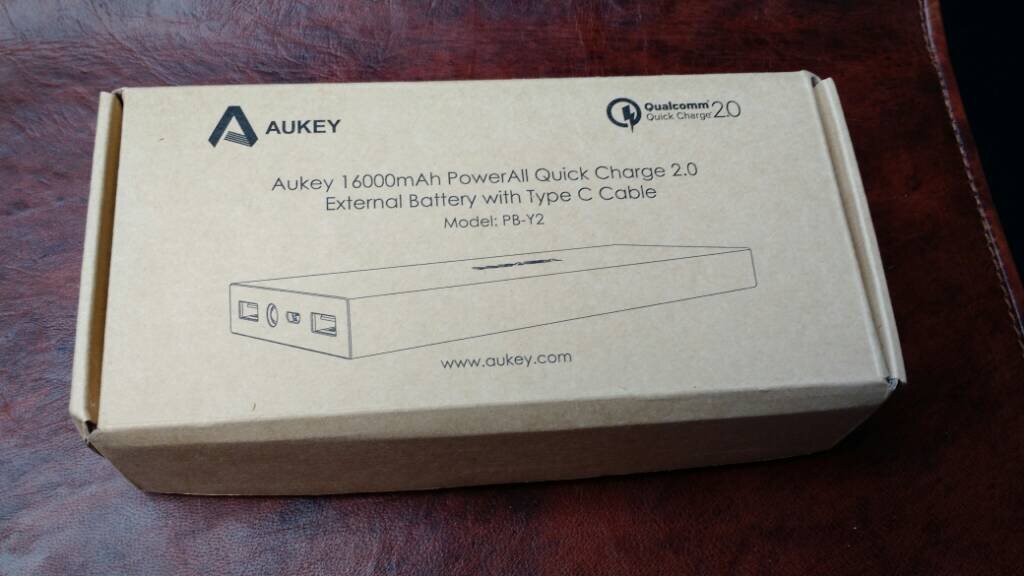 AUKEY
Qualcomm
Quick Charge 2.0
Aukey 16000mAh PowerAll Quick Charge 2.0
External Battery with Type C Cable
Model: PB-Y2
www.aukey.com